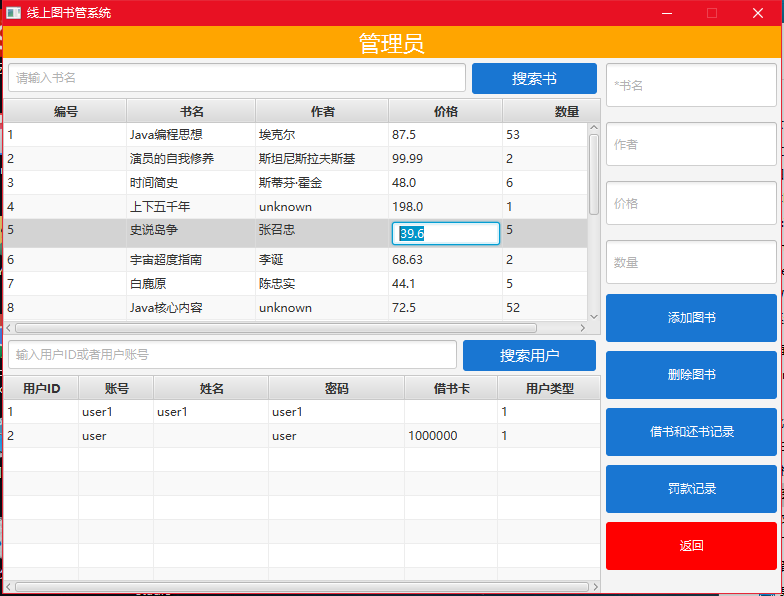 线上图书管系统
管理员
请输入书名 搜索书
编号 书名 作者 价格 数量
1 Java编程思想 埃克尔 87.5 53
2 演员的自我修养 斯坦尼斯拉夫斯基 99.99 2
3 时间简史 斯蒂芬·霍金 48.0 6
4 上下五千年 unknown 198.0 1
5 史说岛争 张召忠 39.6 5
6 宇宙超度指南 李诞 68.63 2
7 白鹿原 陈忠实 44.1 5
8 Java核心内容 unknown 72.5 52
输入用户ID或者用户账号 搜索用户
用户ID 账号 姓名 密码 借书卡 用户类型
1 user1 user1 user1 1
2 user user 1000000 1
*书名
作者
价格
数量
添加图书
删除图书
借书和还书记录
罚款记录
返回